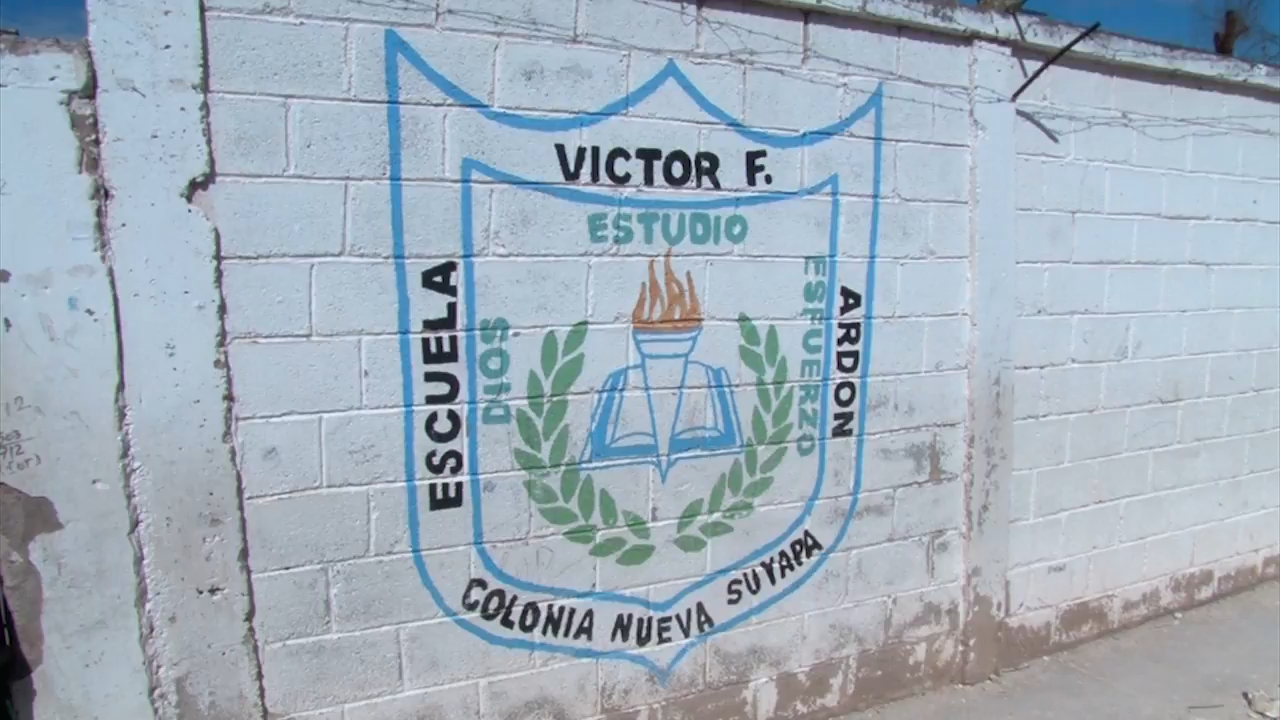 ESCUELA
VICTOR F.
ARDON
DIOS
ESTUDIO
ESFUERZO
COLONIA NUEVA SUYAPA